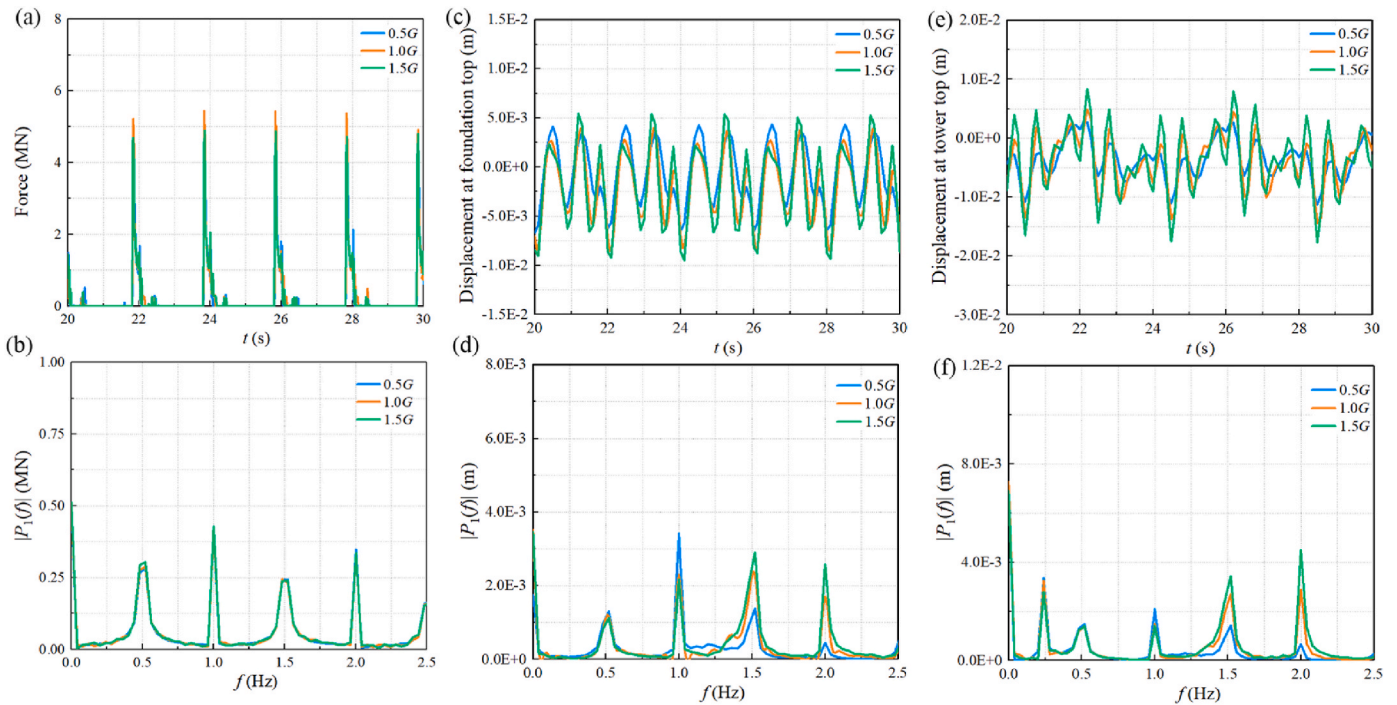 (a)
Force (MN)
8
6
4
2
0
20 22 24 26 28 30
t (s)
0.5G
1.0G
1.5G
(c)
Displacement at foundation top (m)
1.5E-2
1.0E-2
5.0E-3
0.0E+0
-5.0E-3
-1.0E-2
-1.5E-2
20 22 24 26 28 30
t (s)
0.5G
1.0G
1.5G
(e)
Displacement at tower top (m)
2.0E-2
1.0E-2
0.0E+0
-1.0E-2
-2.0E-2
-3.0E-2
20 22 24 26 28 30
t (s)
0.5G
1.0G
1.5G
(b)
|P₁(f)| (MN)
1.00
0.75
0.50
0.25
0.00
0.0 0.5 1.0 1.5 2.0 2.5
f (Hz)
0.5G
1.0G
1.5G
(d)
|P₁(f)| (m)
8.0E-3
6.0E-3
4.0E-3
2.0E-3
0.0E+0
0.0 0.5 1.0 1.5 2.0 2.5
f (Hz)
0.5G
1.0G
1.5G
(f)
|P₁(f)| (m)
1.2E-2
8.0E-3
4.0E-3
0.0E+0
0.0 0.5 1.0 1.5 2.0 2.5
f (Hz)
0.5G
1.0G
1.5G